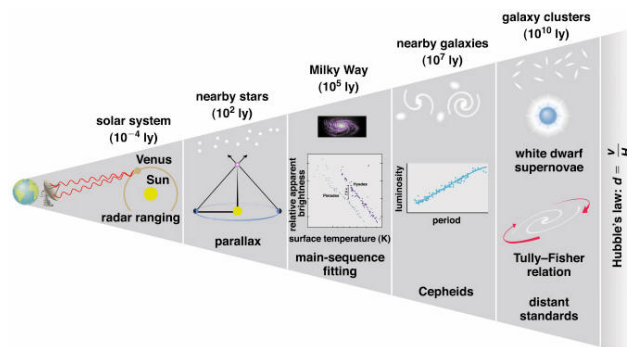 solar system
(10⁻⁴ ly)
Venus
Sun
radar ranging
nearby stars
(10² ly)
parallax
Milky Way
(10⁵ ly)
relative apparent
brightness
Pleiades
Hyades
surface temperature (K)
main-sequence
fitting
nearby galaxies
(10⁷ ly)
luminosity
period
Cepheids
galaxy clusters
(10¹⁰ ly)
white dwarf
supernovae
Tully–Fisher
relation
distant
standards
Hubble's law: d = v/H